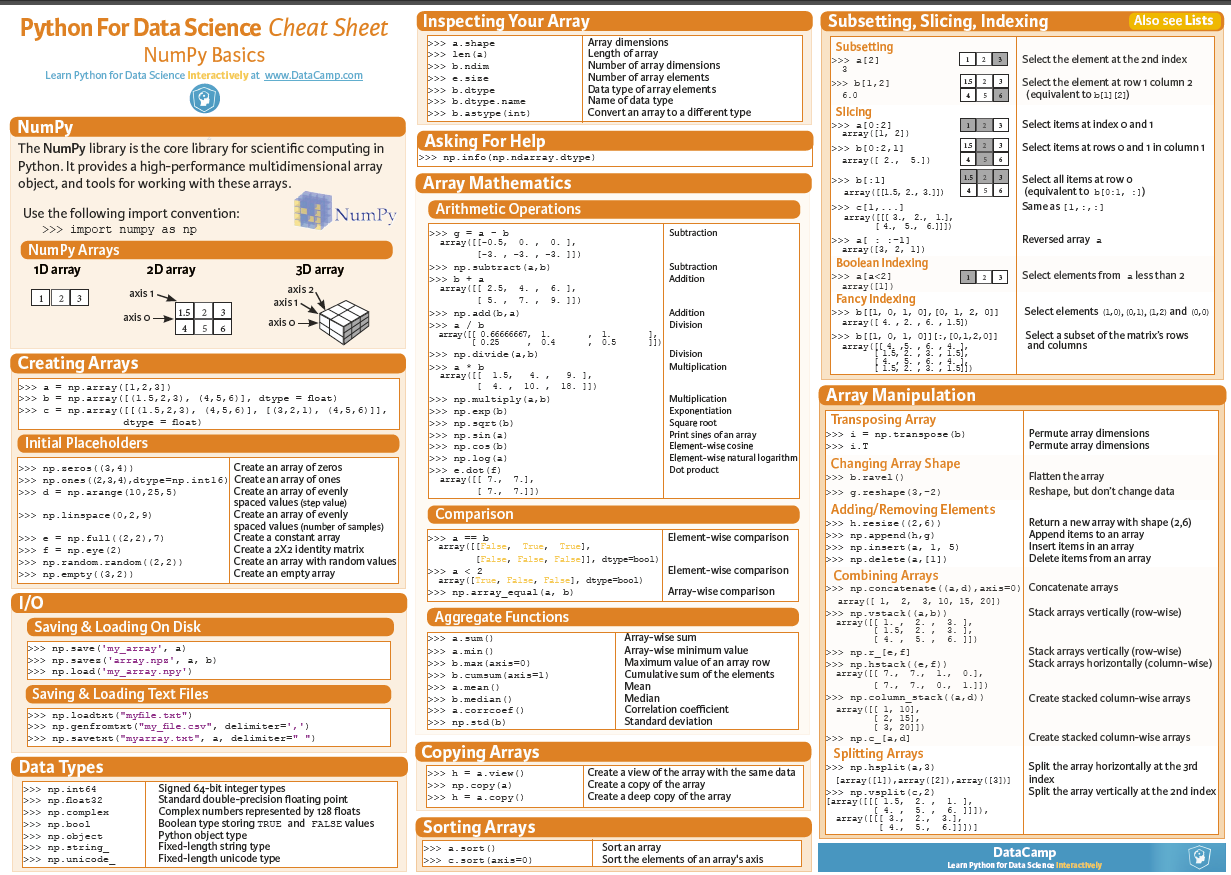 Python For Data Science Cheat Sheet
NumPy Basics
Learn Python for Data Science Interactively at www.DataCamp.com
NumPy
The NumPy library is the core library for scientific computing in
Python. It provides a high-performance multidimensional array
object, and tools for working with these arrays.
NumPy
Use the following import convention:
>>> import numpy as np
NumPy Arrays
1D array 2D array 3D array
1 2 3
axis 1
axis 0
1.5 2 3
4 5 6
axis 2
axis 1
axis 0
Creating Arrays
>>> a = np.array([1,2,3])
>>> b = np.array([(1.5,2,3), (4,5,6)], dtype = float)
>>> c = np.array([[(1.5,2,3), (4,5,6)], [(3,2,1), (4,5,6)]],
dtype = float)
Initial Placeholders
>>> np.zeros((3,4)) Create an array of zeros
>>> np.ones((2,3,4),dtype=np.int16) Create an array of ones
>>> d = np.arange(10,25,5) Create an array of evenly
spaced values (step value)
>>> np.linspace(0,2,9) Create an array of evenly
spaced values (number of samples)
>>> e = np.full((2,2),7) Create a constant array
>>> f = np.eye(2) Create a 2X2 identity matrix
>>> np.random.random((2,2)) Create an array with random values
>>> np.empty((3,2)) Create an empty array
I/O
Saving & Loading On Disk
>>> np.save('my_array', a)
>>> np.savez('array.npz', a, b)
>>> np.load('my_array.npy')
Saving & Loading Text Files
>>> np.loadtxt("myfile.txt")
>>> np.genfromtxt("my_file.csv", delimiter=',')
>>> np.savetxt("myarray.txt", a, delimiter=" ")
Data Types
>>> np.int64 Signed 64-bit integer types
>>> np.float32 Standard double-precision floating point
>>> np.complex Complex numbers represented by 128 floats
>>> np.bool Boolean type storing TRUE and FALSE values
>>> np.object Python object type
>>> np.string_ Fixed-length string type
>>> np.unicode_ Fixed-length unicode type
Inspecting Your Array
>>> a.shape Array dimensions
>>> len(a) Length of array
>>> b.ndim Number of array dimensions
>>> e.size Number of array elements
>>> b.dtype Data type of array elements
>>> b.dtype.name Name of data type
>>> b.astype(int) Convert an array to a different type
Asking For Help
>>> np.info(np.ndarray.dtype)
Array Mathematics
Arithmetic Operations
>>> g = a - b Subtraction
array([[-0.5, 0. , 0. ],
[-3. , -3. , -3. ]])
>>> np.subtract(a,b) Subtraction
>>> b + a Addition
array([[ 2.5, 4. , 6. ],
[ 5. , 7. , 9. ]])
>>> np.add(b,a) Addition
>>> a / b Division
array([[ 0.66666667, 1. , 1. ],
[ 0.25 , 0.4 , 0.5 ]])
>>> np.divide(a,b) Division
>>> a * b Multiplication
array([[ 1.5, 4. , 9. ],
[ 4. , 10. , 18. ]])
>>> np.multiply(a,b) Multiplication
>>> np.exp(b) Exponentiation
>>> np.sqrt(b) Square root
>>> np.sin(a) Print sines of an array
>>> np.cos(b) Element-wise cosine
>>> np.log(a) Element-wise natural logarithm
>>> e.dot(f) Dot product
array([[ 7., 7.],
[ 7., 7.]])
Comparison
>>> a == b Element-wise comparison
array([[False, True, True],
[False, False, False]], dtype=bool)
>>> a < 2 Element-wise comparison
array([True, False, False], dtype=bool)
>>> np.array_equal(a, b) Array-wise comparison
Aggregate Functions
>>> a.sum() Array-wise sum
>>> a.min() Array-wise minimum value
>>> b.max(axis=0) Maximum value of an array row
>>> b.cumsum(axis=1) Cumulative sum of the elements
>>> a.mean() Mean
>>> b.median() Median
>>> a.corrcoef() Correlation coefficient
>>> np.std(b) Standard deviation
Copying Arrays
>>> h = a.view() Create a view of the array with the same data
>>> np.copy(a) Create a copy of the array
>>> h = a.copy() Create a deep copy of the array
Sorting Arrays
>>> a.sort() Sort an array
>>> c.sort(axis=0) Sort the elements of an array's axis
Subsetting, Slicing, Indexing Also see Lists
Subsetting
>>> a[2] 1 2 3 Select the element at the 2nd index
3
>>> b[1,2] 1.5 2 3 Select the element at row 1 column 2
6.0 4 5 6 (equivalent to b[1][2])
Slicing
>>> a[0:2] 1 2 3 Select items at index 0 and 1
array([1, 2])
>>> b[0:2,1] 1.5 2 3 Select items at rows 0 and 1 in column 1
array([ 2., 5.]) 4 5 6
>>> b[:1] 1.5 2 3 Select all items at row 0
array([[1.5, 2., 3.]]) 4 5 6 (equivalent to b[0:1, :])
>>> c[1,...] Same as [1,:,:]
array([[[ 3., 2., 1.],
[ 4., 5., 6.]]])
>>> a[ : :-1] Reversed array a
array([3, 2, 1])
Boolean Indexing
>>> a[a<2] 1 2 3 Select elements from a less than 2
array([1])
Fancy Indexing
>>> b[[1, 0, 1, 0], [0, 1, 2, 0]] Select elements (1,0), (0,1), (1,2) and (0,0)
array([ 4. , 2. , 6. , 1.5])
>>> b[[1, 0, 1, 0]][:,[0,1,2,0]] Select a subset of the matrix's rows
array([[ 4. ,5. , 6. , 4. ], and columns
[ 1.5, 2. , 3. , 1.5],
[ 4. , 5. , 6. , 4. ],
[ 1.5, 2. , 3. , 1.5]])
Array Manipulation
Transposing Array
>>> i = np.transpose(b) Permute array dimensions
>>> i.T Permute array dimensions
Changing Array Shape
>>> b.ravel() Flatten the array
>>> g.reshape(3,-2) Reshape, but don't change data
Adding/Removing Elements
>>> h.resize((2,6)) Return a new array with shape (2,6)
>>> np.append(h,g) Append items to an array
>>> np.insert(a, 1, 5) Insert items in an array
>>> np.delete(a,[1]) Delete items from an array
Combining Arrays
>>> np.concatenate((a,d),axis=0) Concatenate arrays
array([ 1, 2, 3, 10, 15, 20])
>>> np.vstack((a,b)) Stack arrays vertically (row-wise)
array([[ 1. , 2. , 3. ],
[ 1.5, 2. , 3. ],
[ 4. , 5. , 6. ]])
>>> np.r_[e,f] Stack arrays vertically (row-wise)
>>> np.hstack((e,f)) Stack arrays horizontally (column-wise)
array([[ 7., 7., 1., 0.],
[ 7., 7., 0., 1.]])
>>> np.column_stack((a,d)) Create stacked column-wise arrays
array([[ 1, 10],
[ 2, 15],
[ 3, 20]])
>>> np.c_[a,d] Create stacked column-wise arrays
Splitting Arrays
>>> np.hsplit(a,3) Split the array horizontally at the 3rd
[array([1]),array([2]),array([3])] index
>>> np.vsplit(c,2) Split the array vertically at the 2nd index
[array([[[ 1.5, 2. , 1. ],
[ 4. , 5. , 6. ]]]),
array([[[ 3., 2., 3.],
[ 4., 5., 6.]]])]
DataCamp
Learn Python for Data Science Interactively